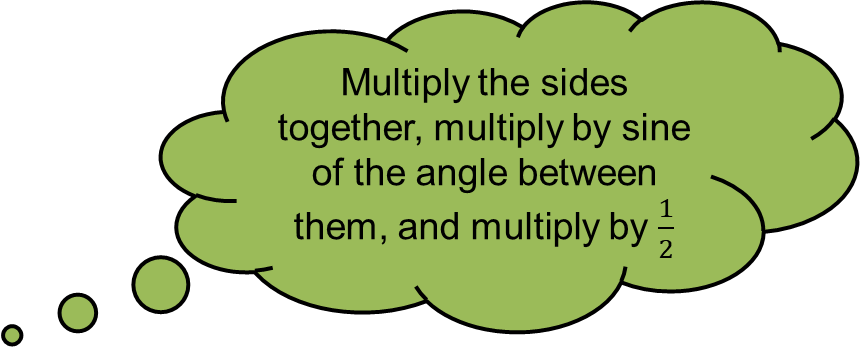 Multiply the sides
together, multiply by sine
of the angle between
them, and multiply by 1/2